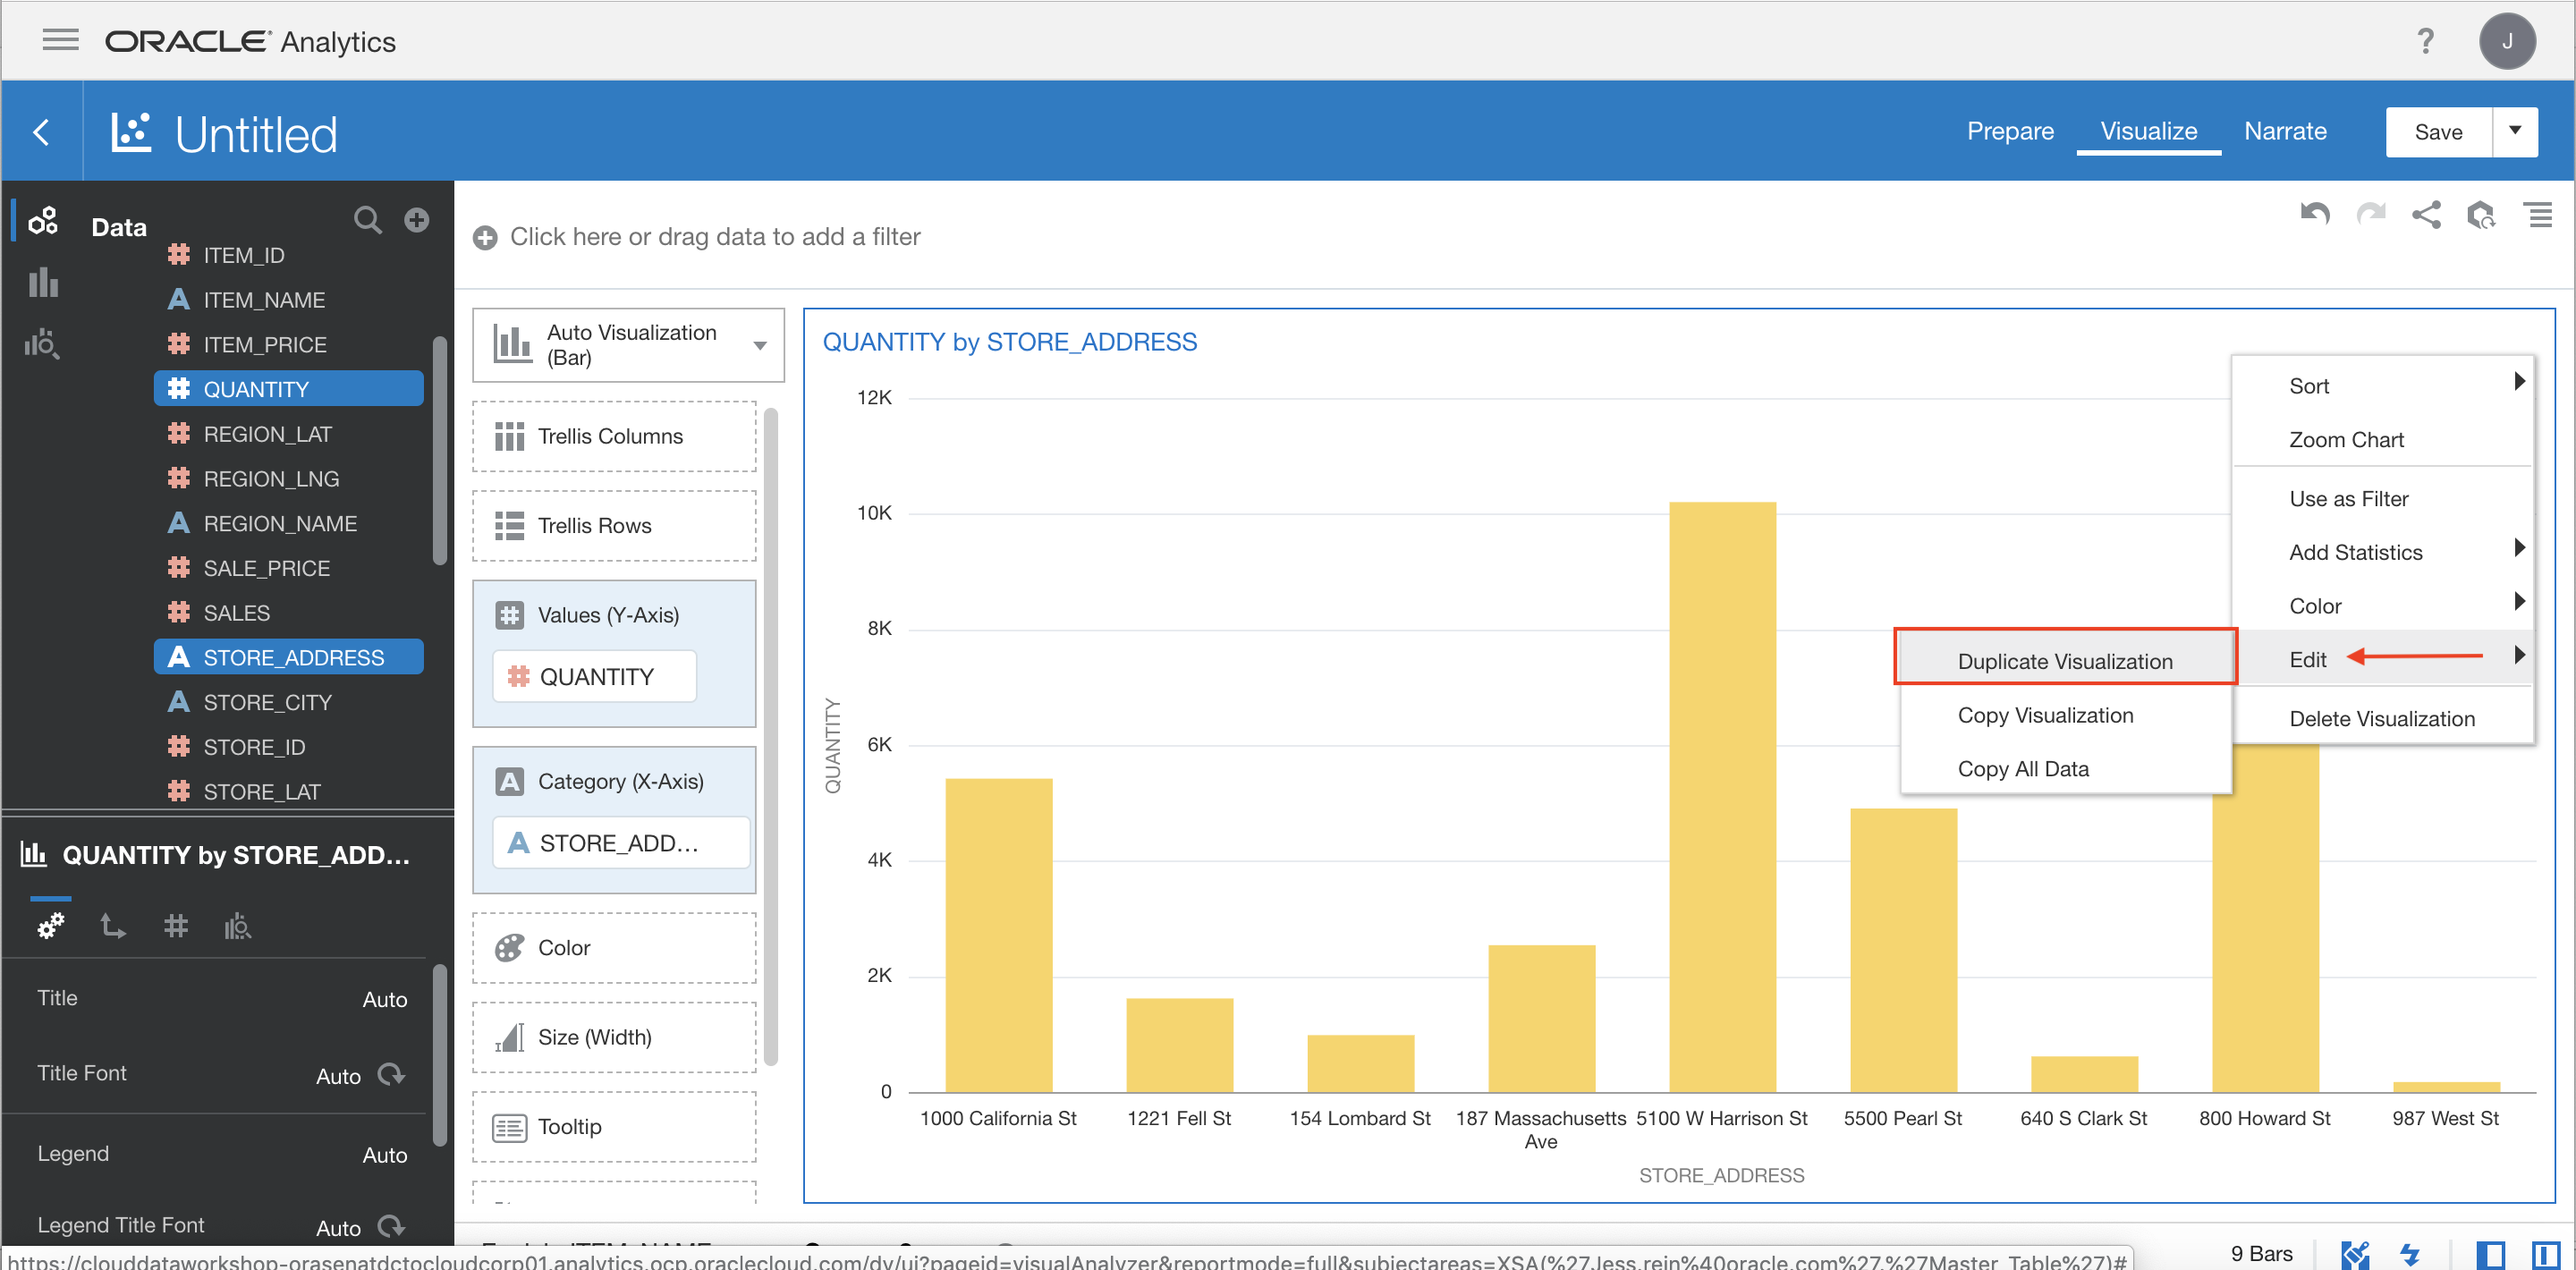 ORACLE Analytics
?
J
Untitled
Prepare
Visualize
Narrate
Save
Data
ITEM_ID
A ITEM_NAME
ITEM_PRICE
QUANTITY
REGION_LAT
REGION_LNG
A REGION_NAME
SALE_PRICE
SALES
A STORE_ADDRESS
A STORE_CITY
STORE_ID
STORE_LAT
QUANTITY by STORE_ADD...
Title Auto
Title Font Auto
Legend Auto
Legend Title Font Auto
Click here or drag data to add a filter
Auto Visualization
(Bar)
Trellis Columns
Trellis Rows
# Values (Y-Axis)
# QUANTITY
A Category (X-Axis)
A STORE_ADD...
Color
Size (Width)
Tooltip
QUANTITY by STORE_ADDRESS
12K
10K
8K
6K
4K
2K
0
QUANTITY
1000 California St
1221 Fell St
154 Lombard St
187 Massachusetts
Ave
5100 W Harrison St
5500 Pearl St
640 S Clark St
800 Howard St
987 West St
STORE_ADDRESS
Sort
Zoom Chart
Use as Filter
Add Statistics
Color
Edit
Delete Visualization
Duplicate Visualization
Copy Visualization
Copy All Data
9 Bars
https://clouddataworkshop-orasenatdctocloudcorp01.analytics.ocp.oraclecloud.com/dv/ui?pageid=visualAnalyzer&reportmode=full&subjectareas=XSA(%27Jess.rein%40oracle.com%27.%27Master_Table%27)#